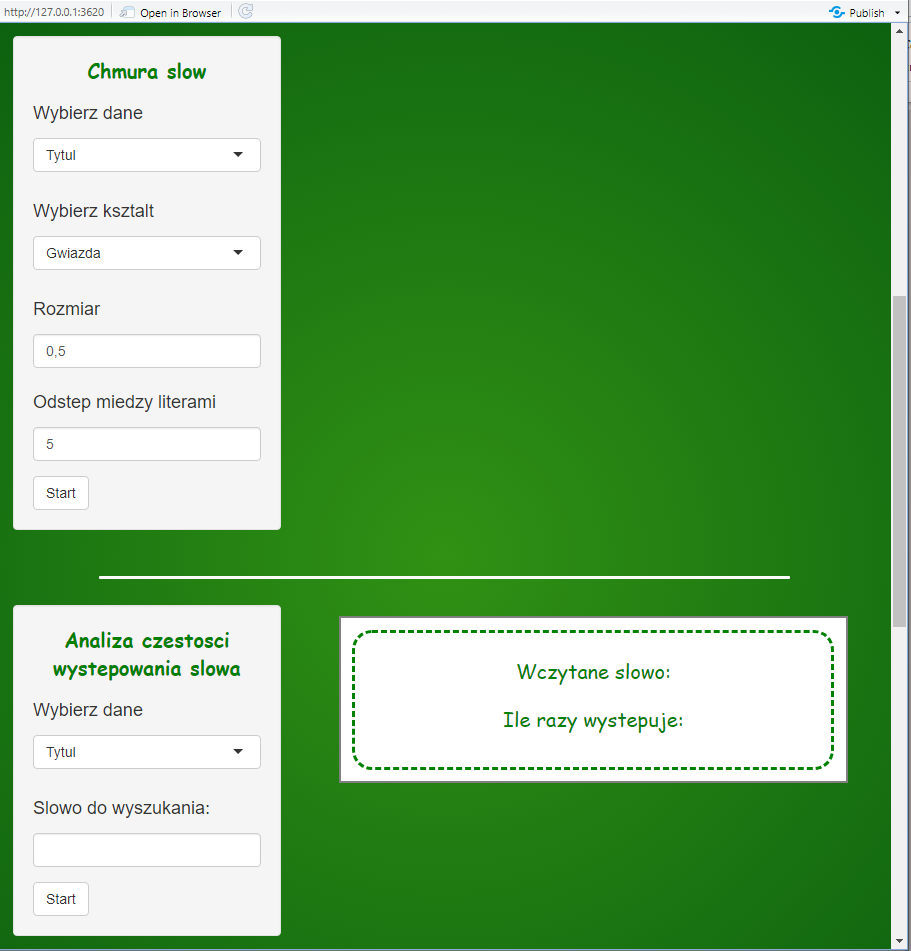 http://127.0.0.1:3620 Open in Browser Publish
Chmura slow
Wybierz dane
Tytul
Wybierz ksztalt
Gwiazda
Rozmiar
0,5
Odstep miedzy literami
5
Start
Analiza czestosci
wystepowania slowa
Wybierz dane
Tytul
Slowo do wyszukania:
Start
Wczytane slowo:
Ile razy wystepuje: